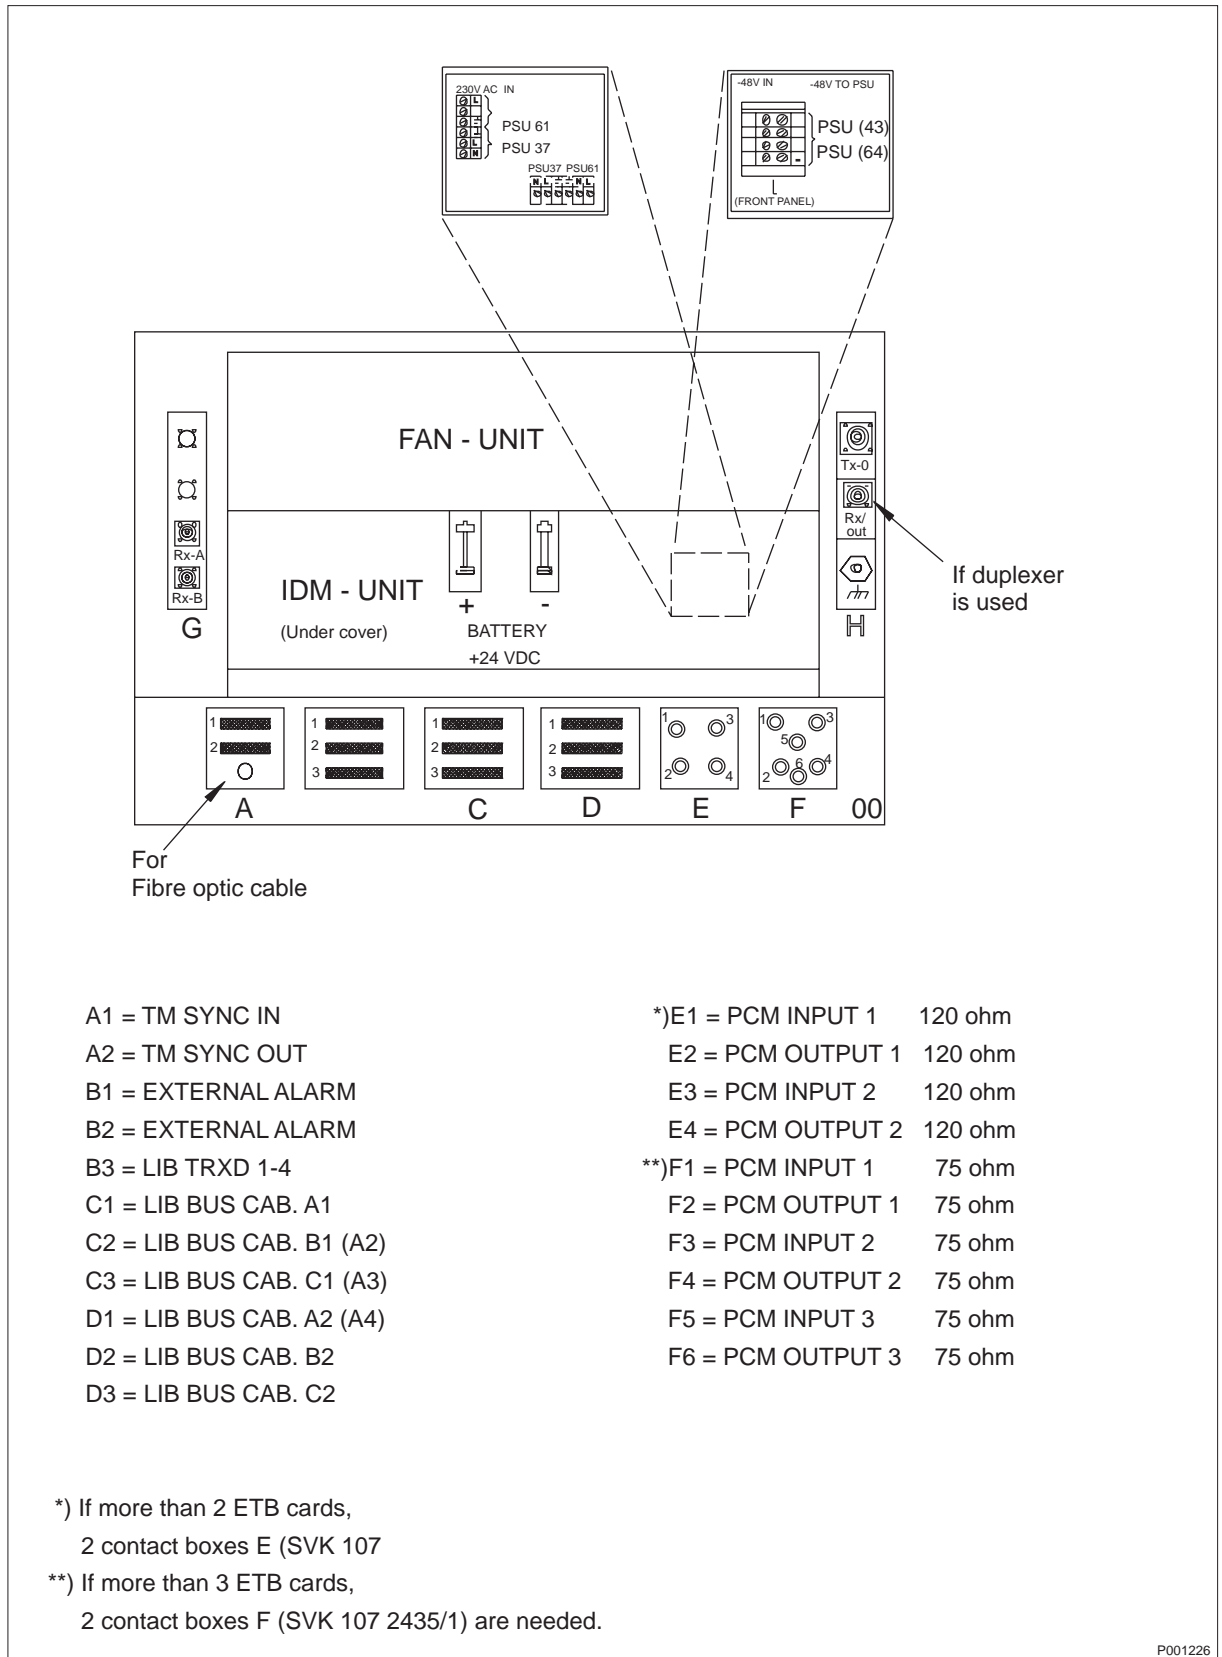 230V AC IN
L
PSU 61
PSU 37
L
N
PSU37 PSU61
N L N L
-48V IN -48V TO PSU
PSU (43)
PSU (64)
-
L
(FRONT PANEL)
FAN - UNIT
Rx-A
Rx-B
G
IDM - UNIT
(Under cover)
+ -
BATTERY
+24 VDC
Tx-0
Rx/
out
H
If duplexer
is used
1
2
1
2
3
1
2
3
1
2
3
1 3
2 4
1 3
5
2 6 4
A C D E F 00
For
Fibre optic cable
A1 = TM SYNC IN
A2 = TM SYNC OUT
B1 = EXTERNAL ALARM
B2 = EXTERNAL ALARM
B3 = LIB TRXD 1-4
C1 = LIB BUS CAB. A1
C2 = LIB BUS CAB. B1 (A2)
C3 = LIB BUS CAB. C1 (A3)
D1 = LIB BUS CAB. A2 (A4)
D2 = LIB BUS CAB. B2
D3 = LIB BUS CAB. C2
*)E1 = PCM INPUT 1 120 ohm
E2 = PCM OUTPUT 1 120 ohm
E3 = PCM INPUT 2 120 ohm
E4 = PCM OUTPUT 2 120 ohm
**)F1 = PCM INPUT 1 75 ohm
F2 = PCM OUTPUT 1 75 ohm
F3 = PCM INPUT 2 75 ohm
F4 = PCM OUTPUT 2 75 ohm
F5 = PCM INPUT 3 75 ohm
F6 = PCM OUTPUT 3 75 ohm
*) If more than 2 ETB cards,
2 contact boxes E (SVK 107
**) If more than 3 ETB cards,
2 contact boxes F (SVK 107 2435/1) are needed.
P001226